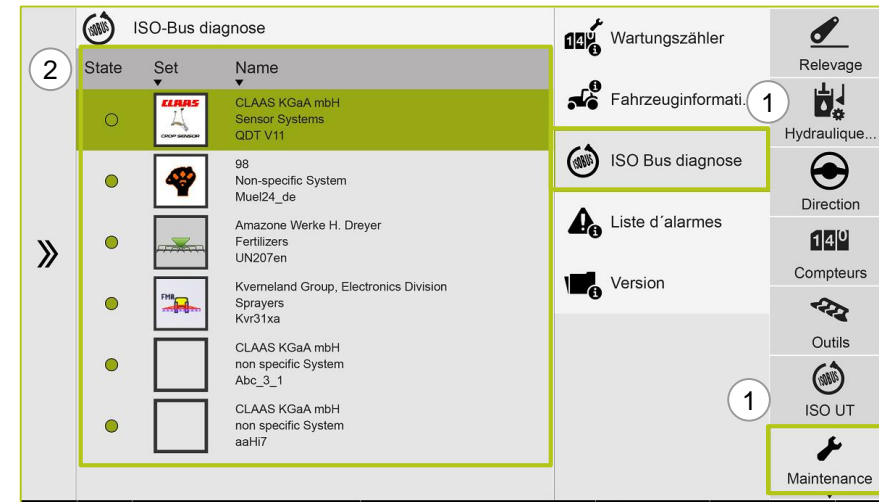 ISO-Bus diagnose
2
State Set Name
CLAAS
CROP SENSOR
CLAAS KGaA mbH
Sensor Systems
QDT V11
98
Non-specific System
Muel24_de
Amazone Werke H. Dreyer
Fertilizers
UN207en
FMR
Kverneland Group, Electronics Division
Sprayers
Kvr31xa
CLAAS KGaA mbH
non specific System
Abc_3_1
CLAAS KGaA mbH
non specific System
aaHi7
Wartungszähler
Fahrzeuginformati...
1
ISO Bus diagnose
Liste d´alarmes
Version
Relevage
Hydraulique...
Direction
140
Compteurs
Outils
ISOBUS
ISO UT
1
Maintenance